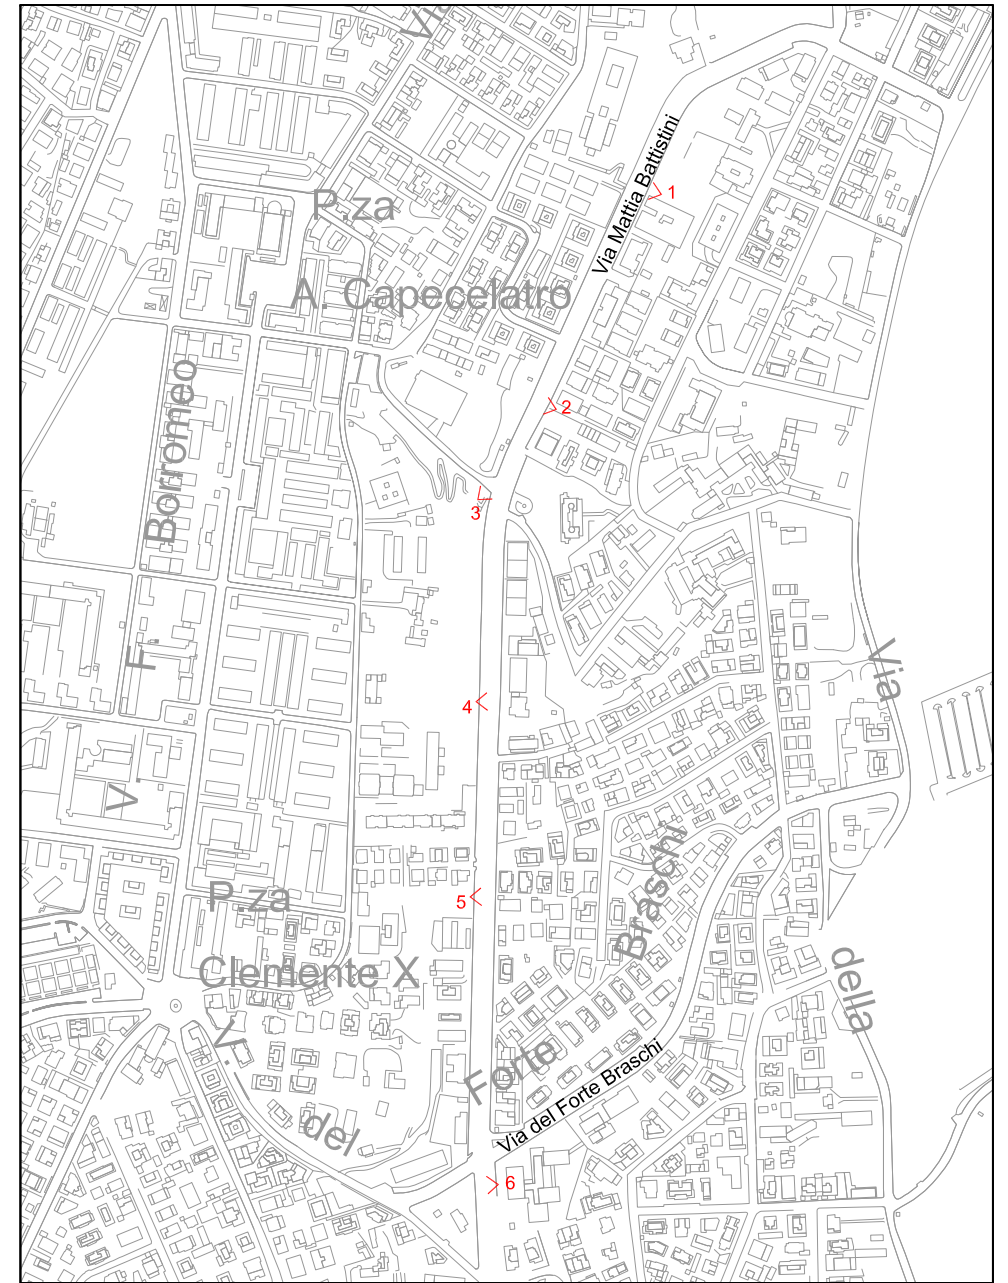 Via
Via Mattia Battistini
1
P.za
A. Capecelatro
2
3
V. F. Borromeo
Via della
4
5
P.za
Clemente X
V. del Forte Braschi
Via del Forte Braschi
6